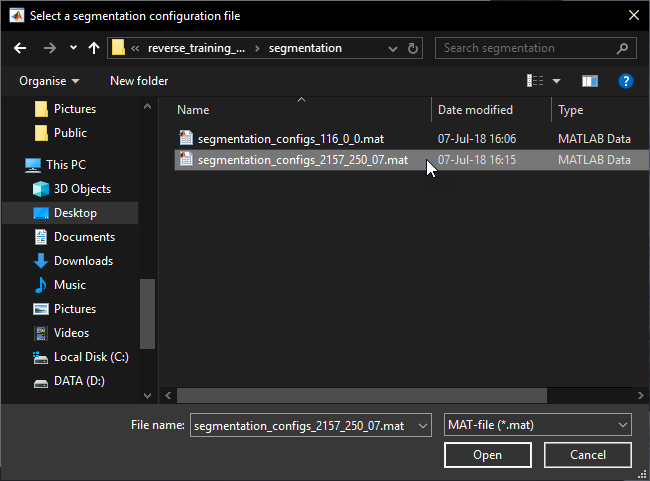 Select a segmentation configuration file
« reverse_training_... > segmentation
Search segmentation
Organise New folder
Name Date modified Type
Pictures
Public
This PC
3D Objects
Desktop
Documents
Downloads
Music
Pictures
Videos
Local Disk (C:)
DATA (D:)
segmentation_configs_116_0_0.mat 07-Jul-18 16:06 MATLAB Data
segmentation_configs_2157_250_07.mat 07-Jul-18 16:15 MATLAB Data
File name: segmentation_configs_2157_250_07.mat MAT-file (*.mat)
Open Cancel